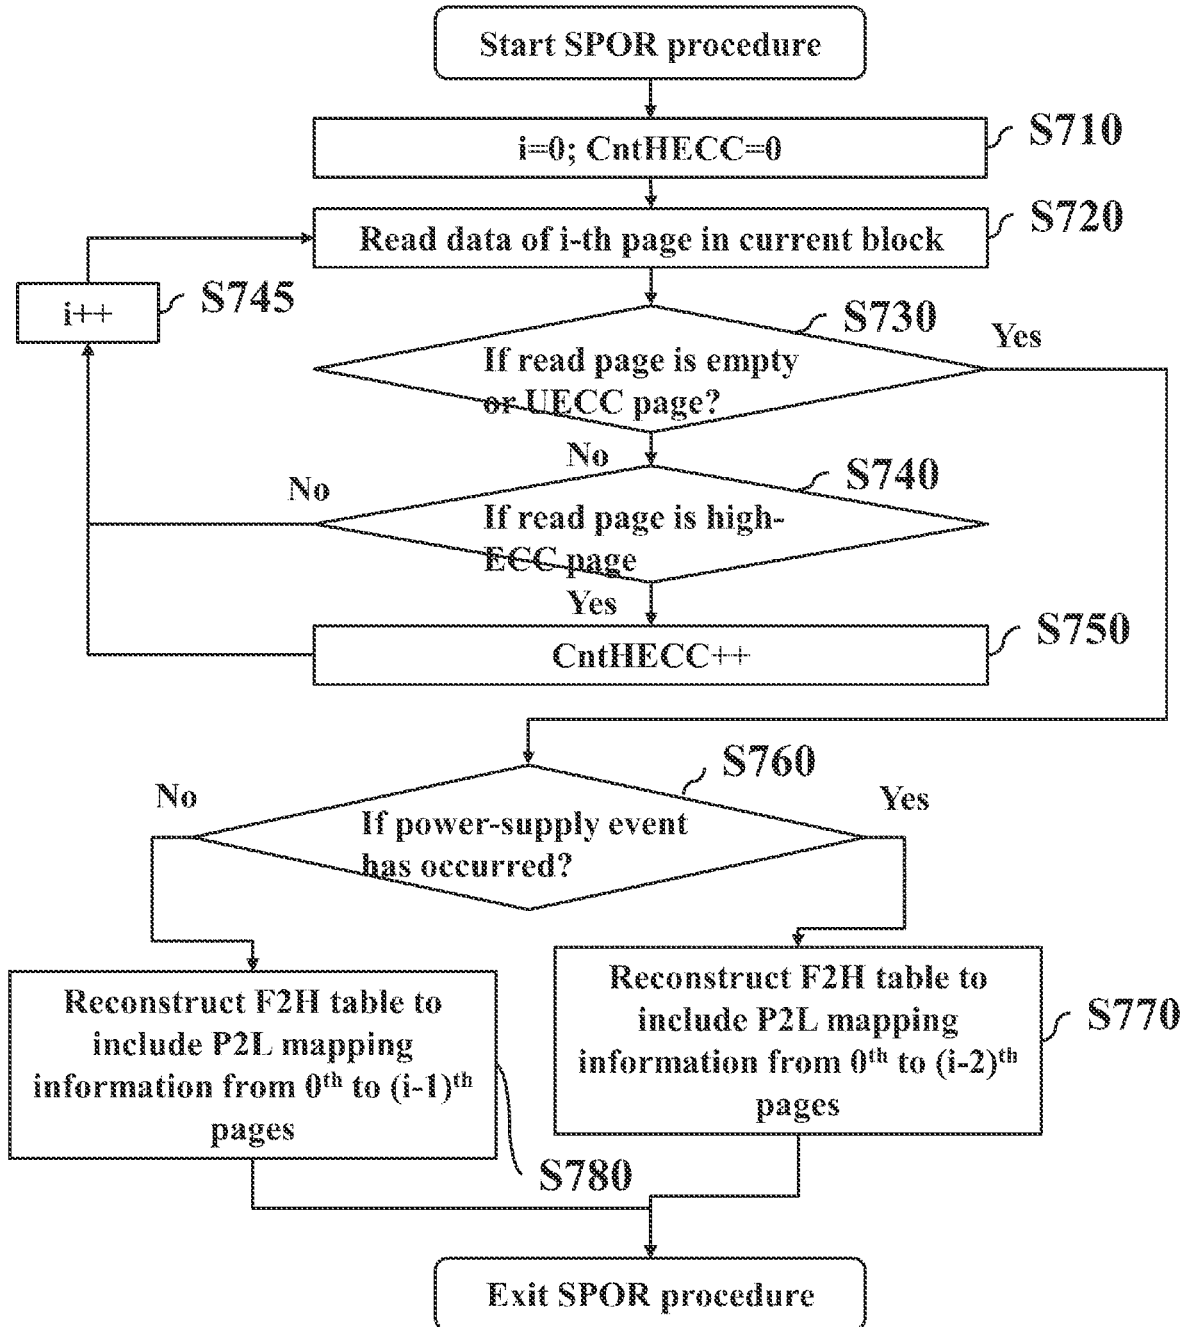 Start SPOR procedure
i=0; CntHECC=0
S710
Read data of i-th page in current block
S720
i++
S745
If read page is empty
or UECC page?
S730
Yes
No
If read page is high-
ECC page
S740
No
Yes
CntHECC++
S750
If power-supply event
has occurred?
S760
No
Yes
Reconstruct F2H table to
include P2L mapping
information from 0th to (i-1)th
pages
S780
Reconstruct F2H table to
include P2L mapping
information from 0th to (i-2)th
pages
S770
Exit SPOR procedure